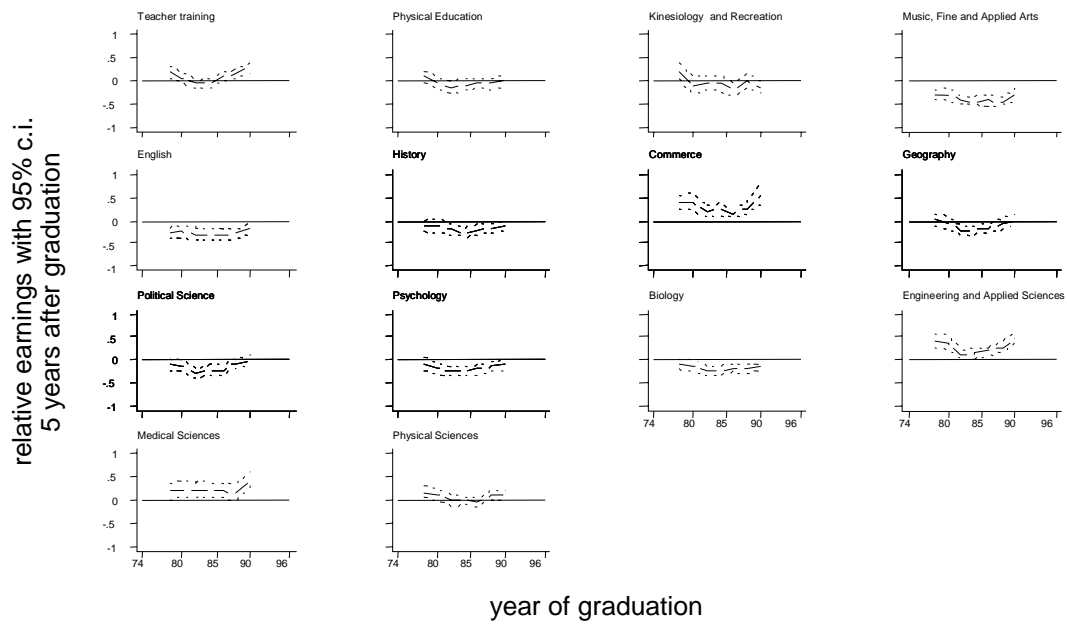 Teacher training
Physical Education
Kinesiology and Recreation
Music, Fine and Applied Arts
1
.5
0
-.5
-1
English
History
Commerce
Geography
1
.5
0
-.5
-1
Political Science
Psychology
Biology
Engineering and Applied Sciences
1
.5
0
-.5
-1
74 80 85 90 96
74 80 85 90 96
Medical Sciences
Physical Sciences
1
.5
0
-.5
-1
74 80 85 90 96
74 80 85 90 96
relative earnings with 95% c.i.
5 years after graduation
year of graduation